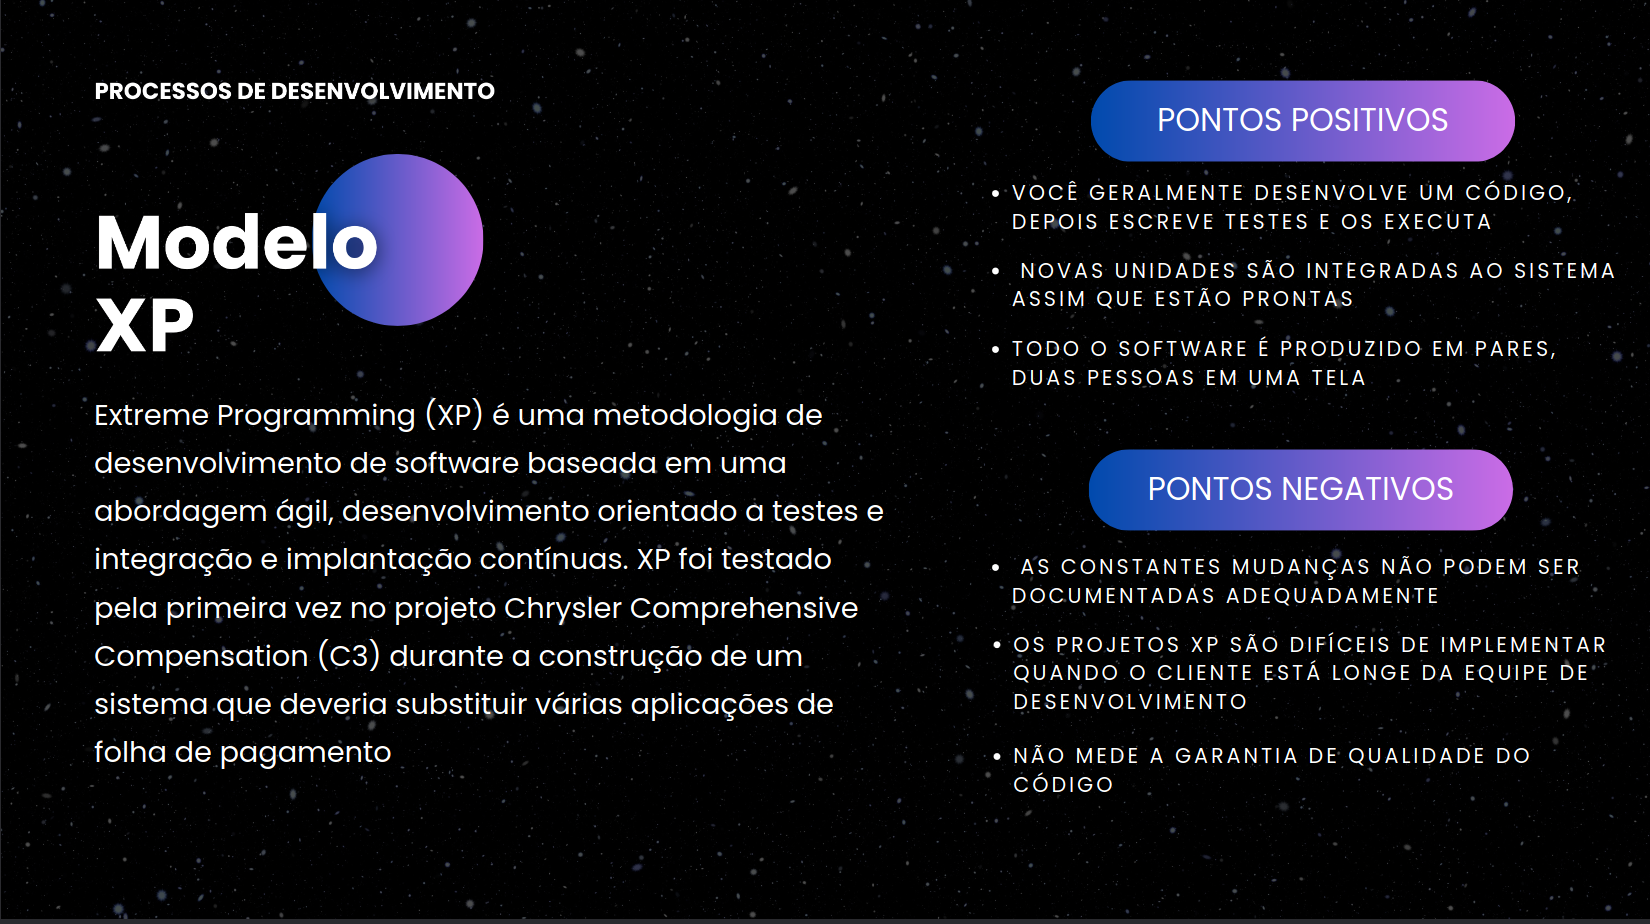 PROCESSOS DE DESENVOLVIMENTO
Modelo
XP
Extreme Programming (XP) é uma metodologia de
desenvolvimento de software baseada em uma
abordagem ágil, desenvolvimento orientado a testes e
integração e implantação contínuas. XP foi testado
pela primeira vez no projeto Chrysler Comprehensive
Compensation (C3) durante a construção de um
sistema que deveria substituir várias aplicações de
folha de pagamento
PONTOS POSITIVOS
• VOCÊ GERALMENTE DESENVOLVE UM CÓDIGO,
DEPOIS ESCREVE TESTES E OS EXECUTA
• NOVAS UNIDADES SÃO INTEGRADAS AO SISTEMA
ASSIM QUE ESTÃO PRONTAS
• TODO O SOFTWARE É PRODUZIDO EM PARES,
DUAS PESSOAS EM UMA TELA
PONTOS NEGATIVOS
• AS CONSTANTES MUDANÇAS NÃO PODEM SER
DOCUMENTADAS ADEQUADAMENTE
• OS PROJETOS XP SÃO DIFÍCEIS DE IMPLEMENTAR
QUANDO O CLIENTE ESTÁ LONGE DA EQUIPE DE
DESENVOLVIMENTO
• NÃO MEDE A GARANTIA DE QUALIDADE DO
CÓDIGO